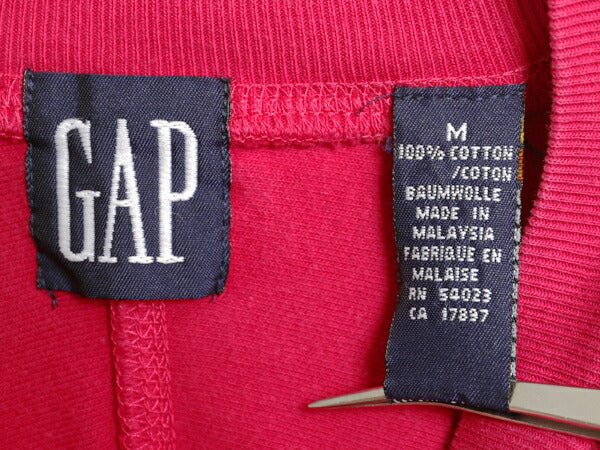 GAP
M
100% COTTON
/COTON
BAUMWOLLE
MADE IN
MALAYSIA
FABRIQUE EN
MALAISE
RN 54023
CA 17897